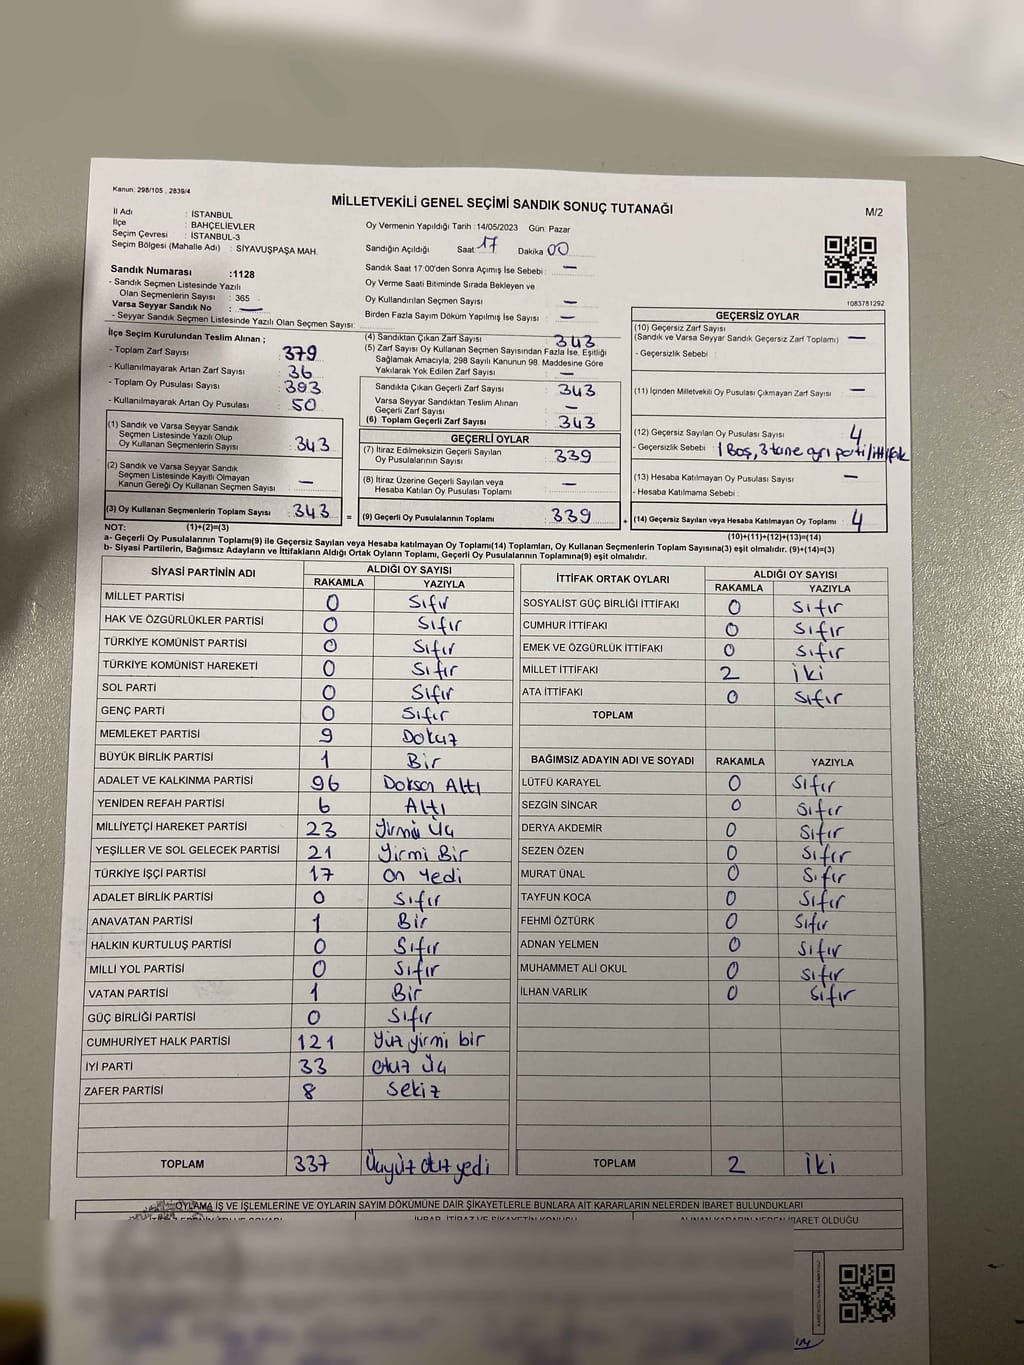 Kanun: 298/105 , 2839/4
MİLLETVEKİLİ GENEL SEÇİMİ SANDIK SONUÇ TUTANAĞI
M/2
İl Adı : İSTANBUL
İlçe : BAHÇELİEVLER
Seçim Çevresi : İSTANBUL-3
Seçim Bölgesi (Mahalle Adı) : SİYAVUŞPAŞA MAH.
Sandık Numarası :1128
- Sandık Seçmen Listesinde Yazılı
Olan Seçmenlerin Sayısı : 365
Varsa Seyyar Sandık No : —
- Seyyar Sandık Seçmen Listesinde Yazılı Olan Seçmen Sayısı:
Oy Vermenin Yapıldığı Tarih : 14/05/2023 Gün: Pazar
Sandığın Açıldığı Saat 17 Dakika 00
Sandık Saat 17:00'den Sonra Açımış İse Sebebi : —
Oy Verme Saati Bitiminde Sırada Bekleyen ve
Oy Kullandırılan Seçmen Sayısı —
Birden Fazla Sayım Döküm Yapılmış İse Sayısı —
1083781292
İlçe Seçim Kurulundan Teslim Alınan ;
- Toplam Zarf Sayısı 379
- Kullanılmayarak Artan Zarf Sayısı 36
- Toplam Oy Pusulası Sayısı 393
- Kullanılmayarak Artan Oy Pusulası 50
(1) Sandık ve Varsa Seyyar Sandık
Seçmen Listesinde Yazılı Olup
Oy Kullanan Seçmenlerin Sayısı 343
(2) Sandık ve Varsa Seyyar Sandık
Seçmen Listesinde Kayıtlı Olmayan
Kanun Gereği Oy Kullanan Seçmen Sayısı —
(3) Oy Kullanan Seçmenlerin Toplam Sayısı 343
(4) Sandıktan Çıkan Zarf Sayısı 343
(5) Zarf Sayısı Oy Kullanan Seçmen Sayısından Fazla İse, Eşitliği
Sağlamak Amacıyla, 298 Sayılı Kanunun 98. Maddesine Göre
Yakılarak Yok Edilen Zarf Sayısı —
Sandıkta Çıkan Geçerli Zarf Sayısı 343
Varsa Seyyar Sandıktan Teslim Alınan
Geçerli Zarf Sayısı —
(6) Toplam Geçerli Zarf Sayısı 343
GEÇERLİ OYLAR
(7) İtiraz Edilmeksizin Geçerli Sayılan
Oy Pusulalarının Sayısı 339
(8) İtiraz Üzerine Geçerli Sayılan veya
Hesaba Katılan Oy Pusulası Toplamı —
= (9) Geçerli Oy Pusulalarının Toplamı 339
GEÇERSİZ OYLAR
(10) Geçersiz Zarf Sayısı
(Sandık ve Varsa Seyyar Sandık Geçersiz Zarf Toplamı) —
- Geçersizlik Sebebi :
(11) İçinden Milletvekili Oy Pusulası Çıkmayan Zarf Sayısı —
(12) Geçersiz Sayılan Oy Pusulası Sayısı 4
- Geçersizlik Sebebi : 1 Boş, 3 tane ayrı parti/ittifak
(13) Hesaba Katılmayan Oy Pusulası Sayısı —
- Hesaba Katılmama Sebebi :
+ (14) Geçersiz Sayılan veya Hesaba Katılmayan Oy Toplamı 4
NOT: (1)+(2)=(3)
(10)+(11)+(12)+(13)=(14)
a- Geçerli Oy Pusulalarının Toplamı(9) ile Geçersiz Sayılan veya Hesaba katılmayan Oy Toplamı(14) Toplamları, Oy Kullanan Seçmenlerin Toplam Sayısına(3) eşit olmalıdır. (9)+(14)=(3)
b- Siyasi Partilerin, Bağımsız Adayların ve İttifakların Aldığı Ortak Oyların Toplamı, Geçerli Oy Pusulalarının Toplamına(9) eşit olmalıdır.
SİYASİ PARTİNİN ADI ALDIĞI OY SAYISI
RAKAMLA YAZIYLA
MİLLET PARTİSİ 0 Sıfır
HAK VE ÖZGÜRLÜKLER PARTİSİ 0 Sıfır
TÜRKİYE KOMÜNİST PARTİSİ 0 Sıfır
TÜRKİYE KOMÜNİST HAREKETİ 0 Sıfır
SOL PARTİ 0 Sıfır
GENÇ PARTİ 0 Sıfır
MEMLEKET PARTİSİ 9 Dokuz
BÜYÜK BİRLİK PARTİSİ 1 Bir
ADALET VE KALKINMA PARTİSİ 96 Doksan Altı
YENİDEN REFAH PARTİSİ 6 Altı
MİLLİYETÇİ HAREKET PARTİSİ 23 Yirmi Üç
YEŞİLLER VE SOL GELECEK PARTİSİ 21 Yirmi Bir
TÜRKİYE İŞÇİ PARTİSİ 17 On Yedi
ADALET BİRLİK PARTİSİ 0 Sıfır
ANAVATAN PARTİSİ 1 Bir
HALKIN KURTULUŞ PARTİSİ 0 Sıfır
MİLLİ YOL PARTİSİ 0 Sıfır
VATAN PARTİSİ 1 Bir
GÜÇ BİRLİĞİ PARTİSİ 0 Sıfır
CUMHURİYET HALK PARTİSİ 121 Yüz yirmi bir
İYİ PARTİ 33 Otuz Üç
ZAFER PARTİSİ 8 Sekiz
TOPLAM 337 Üçyüz otuz yedi
İTTİFAK ORTAK OYLARI ALDIĞI OY SAYISI
RAKAMLA YAZIYLA
SOSYALİST GÜÇ BİRLİĞİ İTTİFAKI 0 Sıfır
CUMHUR İTTİFAKI 0 Sıfır
EMEK VE ÖZGÜRLÜK İTTİFAKI 0 Sıfır
MİLLET İTTİFAKI 2 İki
ATA İTTİFAKI 0 Sıfır
TOPLAM
BAĞIMSIZ ADAYIN ADI VE SOYADI RAKAMLA YAZIYLA
LÜTFÜ KARAYEL 0 Sıfır
SEZGİN SİNCAR 0 Sıfır
DERYA AKDEMİR 0 Sıfır
SEZEN ÖZEN 0 Sıfır
MURAT ÜNAL 0 Sıfır
TAYFUN KOCA 0 Sıfır
FEHMİ ÖZTÜRK 0 Sıfır
ADNAN YELMEN 0 Sıfır
MUHAMMET ALİ OKUL 0 Sıfır
İLHAN VARLIK 0 Sıfır
TOPLAM 2 İki
OYLAMA İŞ VE İŞLEMLERİNE VE OYLARIN SAYIM DÖKÜMÜNE DAİR ŞİKAYETLERLE BUNLARA AİT KARARLARIN NELERDEN İBARET BULUNDUKLARI
İHBAR, İTİRAZ VE ŞİKAYETİN KONUSU ALINAN KARARIN NEDEN İBARET OLDUĞU